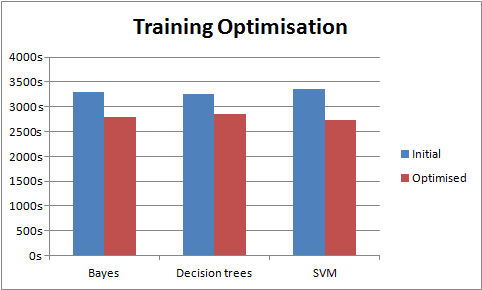 Training Optimisation
4000s
3500s
3000s
2500s
2000s
1500s
1000s
500s
0s
Bayes
Decision trees
SVM
Initial
Optimised